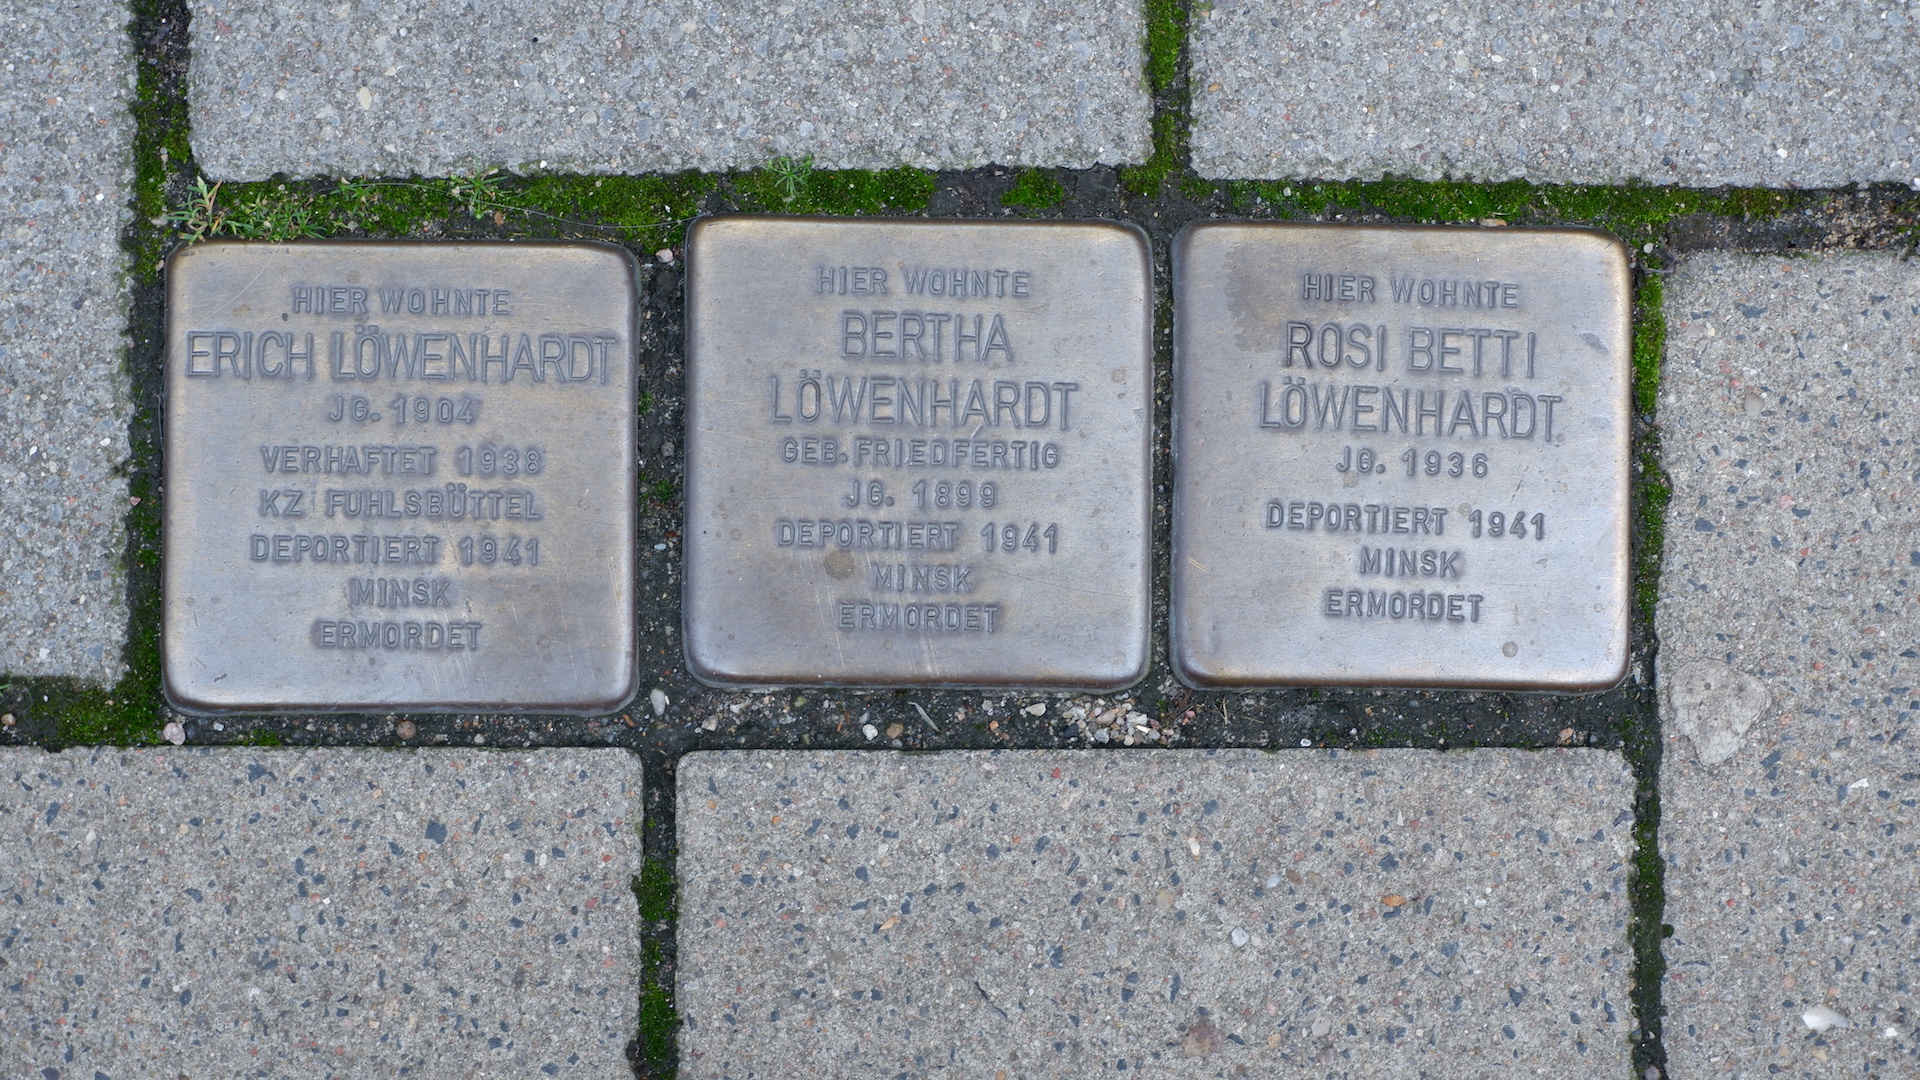 HIER WOHNTE
ERICH LÖWENHARDT
JG. 1904
VERHAFTET 1938
KZ FUHLSBÜTTEL
DEPORTIERT 1941
MINSK
ERMORDET
HIER WOHNTE
BERTHA
LÖWENHARDT
GEB. FRIEDFERTIG
JG. 1899
DEPORTIERT 1941
MINSK
ERMORDET
HIER WOHNTE
ROSI BETTI
LÖWENHARDT
JG. 1936
DEPORTIERT 1941
MINSK
ERMORDET